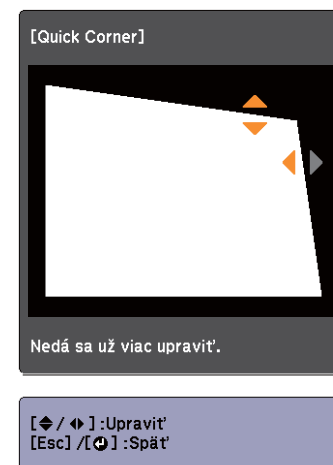 [Quick Corner]
Nedá sa už viac upraviť.
[◆/◆] :Upraviť
[Esc] /[↵] :Späť